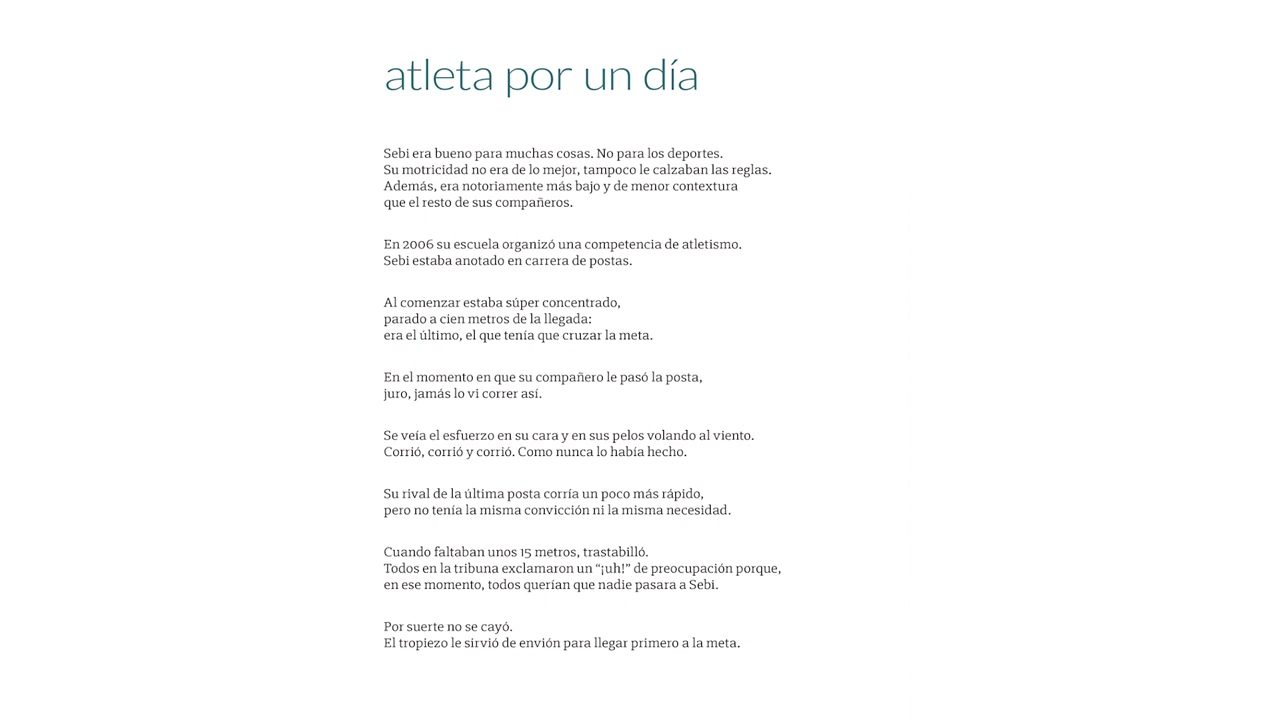 atleta por un día
Sebi era bueno para muchas cosas. No para los deportes.
Su motricidad no era de lo mejor, tampoco le calzaban las reglas.
Además, era notoriamente más bajo y de menor contextura
que el resto de sus compañeros.
En 2006 su escuela organizó una competencia de atletismo.
Sebi estaba anotado en carrera de postas.
Al comenzar estaba súper concentrado,
parado a cien metros de la llegada:
era el último, el que tenía que cruzar la meta.
En el momento en que su compañero le pasó la posta,
juro, jamás lo vi correr así.
Se veía el esfuerzo en su cara y en sus pelos volando al viento.
Corrió, corrió y corrió. Como nunca lo había hecho.
Su rival de la última posta corría un poco más rápido,
pero no tenía la misma convicción ni la misma necesidad.
Cuando faltaban unos 15 metros, trastabilló.
Todos en la tribuna exclamaron un “¡uh!” de preocupación porque,
en ese momento, todos querían que nadie pasara a Sebi.
Por suerte no se cayó.
El tropiezo le sirvió de envión para llegar primero a la meta.